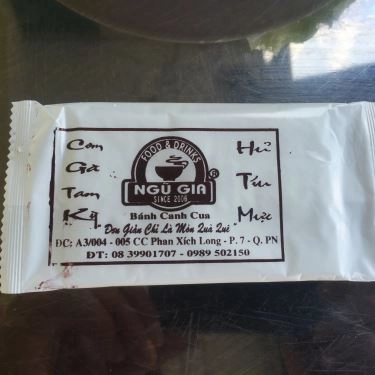 Cơm
Gà
Tam
Kỳ
FOOD & DRINKS
NGŨ GIA
®
SINCE 2006
Bánh Canh Cua
Hủ
Tíu
Mực
Đơn Giản Chỉ Là Món Quà Quê
ĐC: A3/004 - 005 CC Phan Xích Long - P. 7 - Q. PN
ĐT: 08 39901707 - 0989 502150